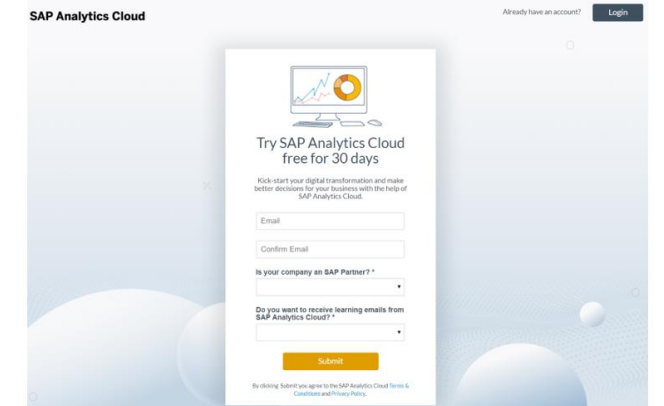 SAP Analytics Cloud
Already have an account?
Login
Try SAP Analytics Cloud
free for 30 days
Kick-start your digital transformation and make
better decisions for your business with the help of
SAP Analytics Cloud.
Email
Confirm Email
Is your company an SAP Partner? *
Do you want to receive learning emails from
SAP Analytics Cloud? *
Submit
By clicking Submit you agree to the SAP Analytics Cloud Terms &
Conditions and Privacy Policy.